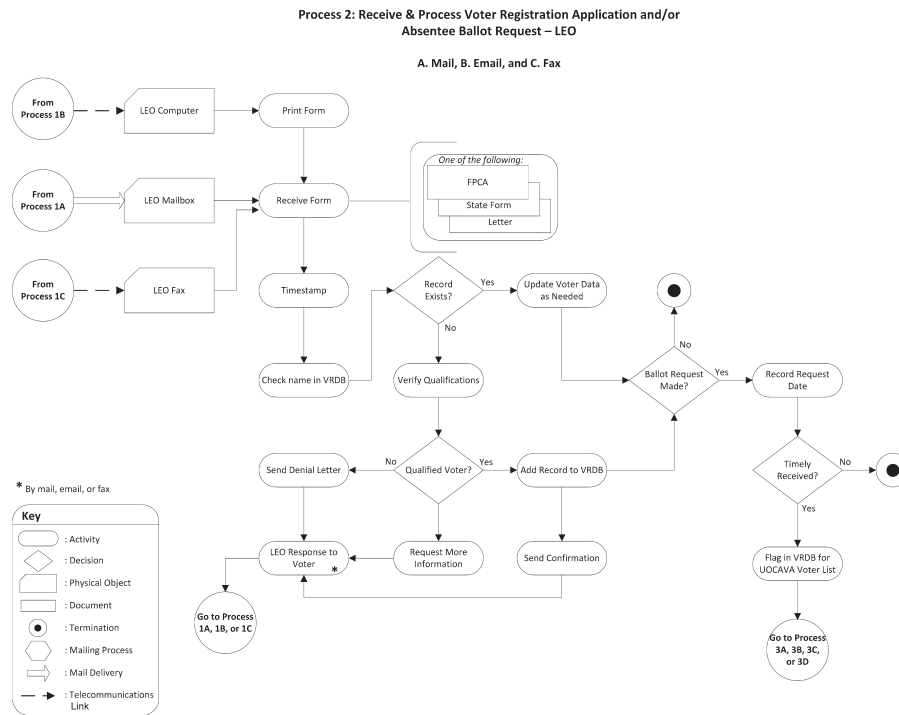 Process 2: Receive & Process Voter Registration Application and/or
Absentee Ballot Request – LEO
A. Mail, B. Email, and C. Fax
From
Process 1B
LEO Computer
Print Form
One of the following:
FPCA
State Form
Letter
From
Process 1A
LEO Mailbox
Receive Form
From
Process 1C
LEO Fax
Timestamp
Record
Exists?
Yes
Update Voter Data
as Needed
No
No
Check name in VRDB
Verify Qualifications
Ballot Request
Made?
Yes
Record Request
Date
Send Denial Letter
No
Qualified Voter?
Yes
Add Record to VRDB
Timely
Received?
No
Yes
* By mail, email, or fax
LEO Response to
Voter
*
Request More
Information
Send Confirmation
Flag in VRDB for
UOCAVA Voter List
Go to Process
1A, 1B, or 1C
Go to Process
3A, 3B, 3C,
or 3D
Key
: Activity
: Decision
: Physical Object
: Document
: Termination
: Mailing Process
: Mail Delivery
: Telecommunications
Link